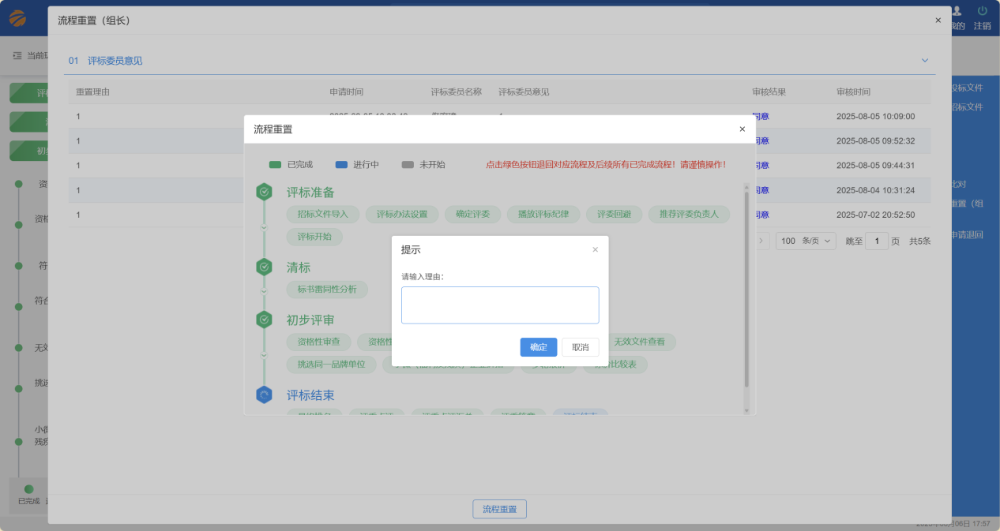 流程重置（组长）
我的 注销
当前
01 评标委员意见
重置理由 申请时间 评标委员名称 评标委员意见 审核结果 审核时间
1 同意 2025-08-05 10:09:00
1 同意 2025-08-05 09:52:32
1 同意 2025-08-05 09:44:31
1 同意 2025-08-04 10:31:24
1 同意 2025-07-02 20:52:50
100 条/页 跳至 1 页 共5条
流程重置
已完成 进行中 未开始 点击绿色按钮退回对应流程及后续所有已完成流程！请谨慎操作！
评标准备
招标文件导入 评标办法设置 确定评委 播放评标纪律 评委回避 推荐评委负责人
评标开始
清标
标书雷同性分析
初步评审
资格性审查 资格性 无效文件查看
挑选同一品牌单位 比较表
评标结束
提示
请输入理由：
确定 取消
流程重置
投标文件
招标文件
比对
重置（组
申请退回
初
资
资格
符
符合
无效
挑选
小微
残疾
已完成
06日 17:57